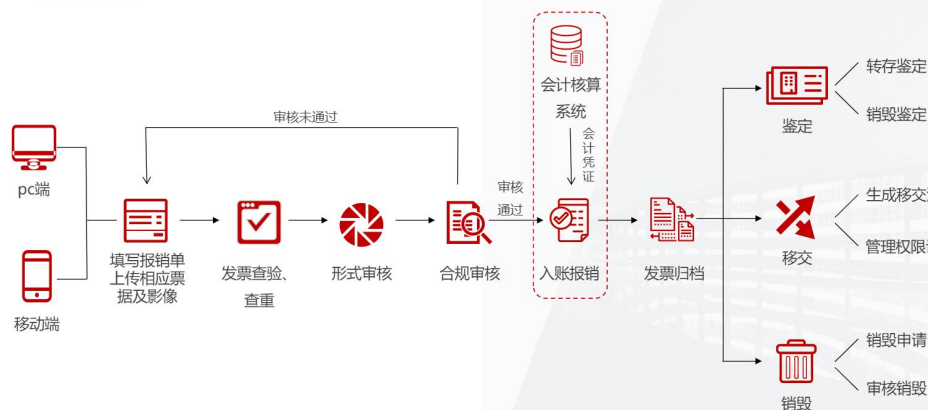 pc端
移动端
填写报销单
上传相应票
据及影像
审核未通过
发票查验、
查重
形式审核
合规审核
审核
通过
会计核算
系统
会
计
凭
证
入账报销
发票归档
鉴定
转存鉴定
销毁鉴定
移交
生成移交
管理权限
销毁
销毁申请
审核销毁